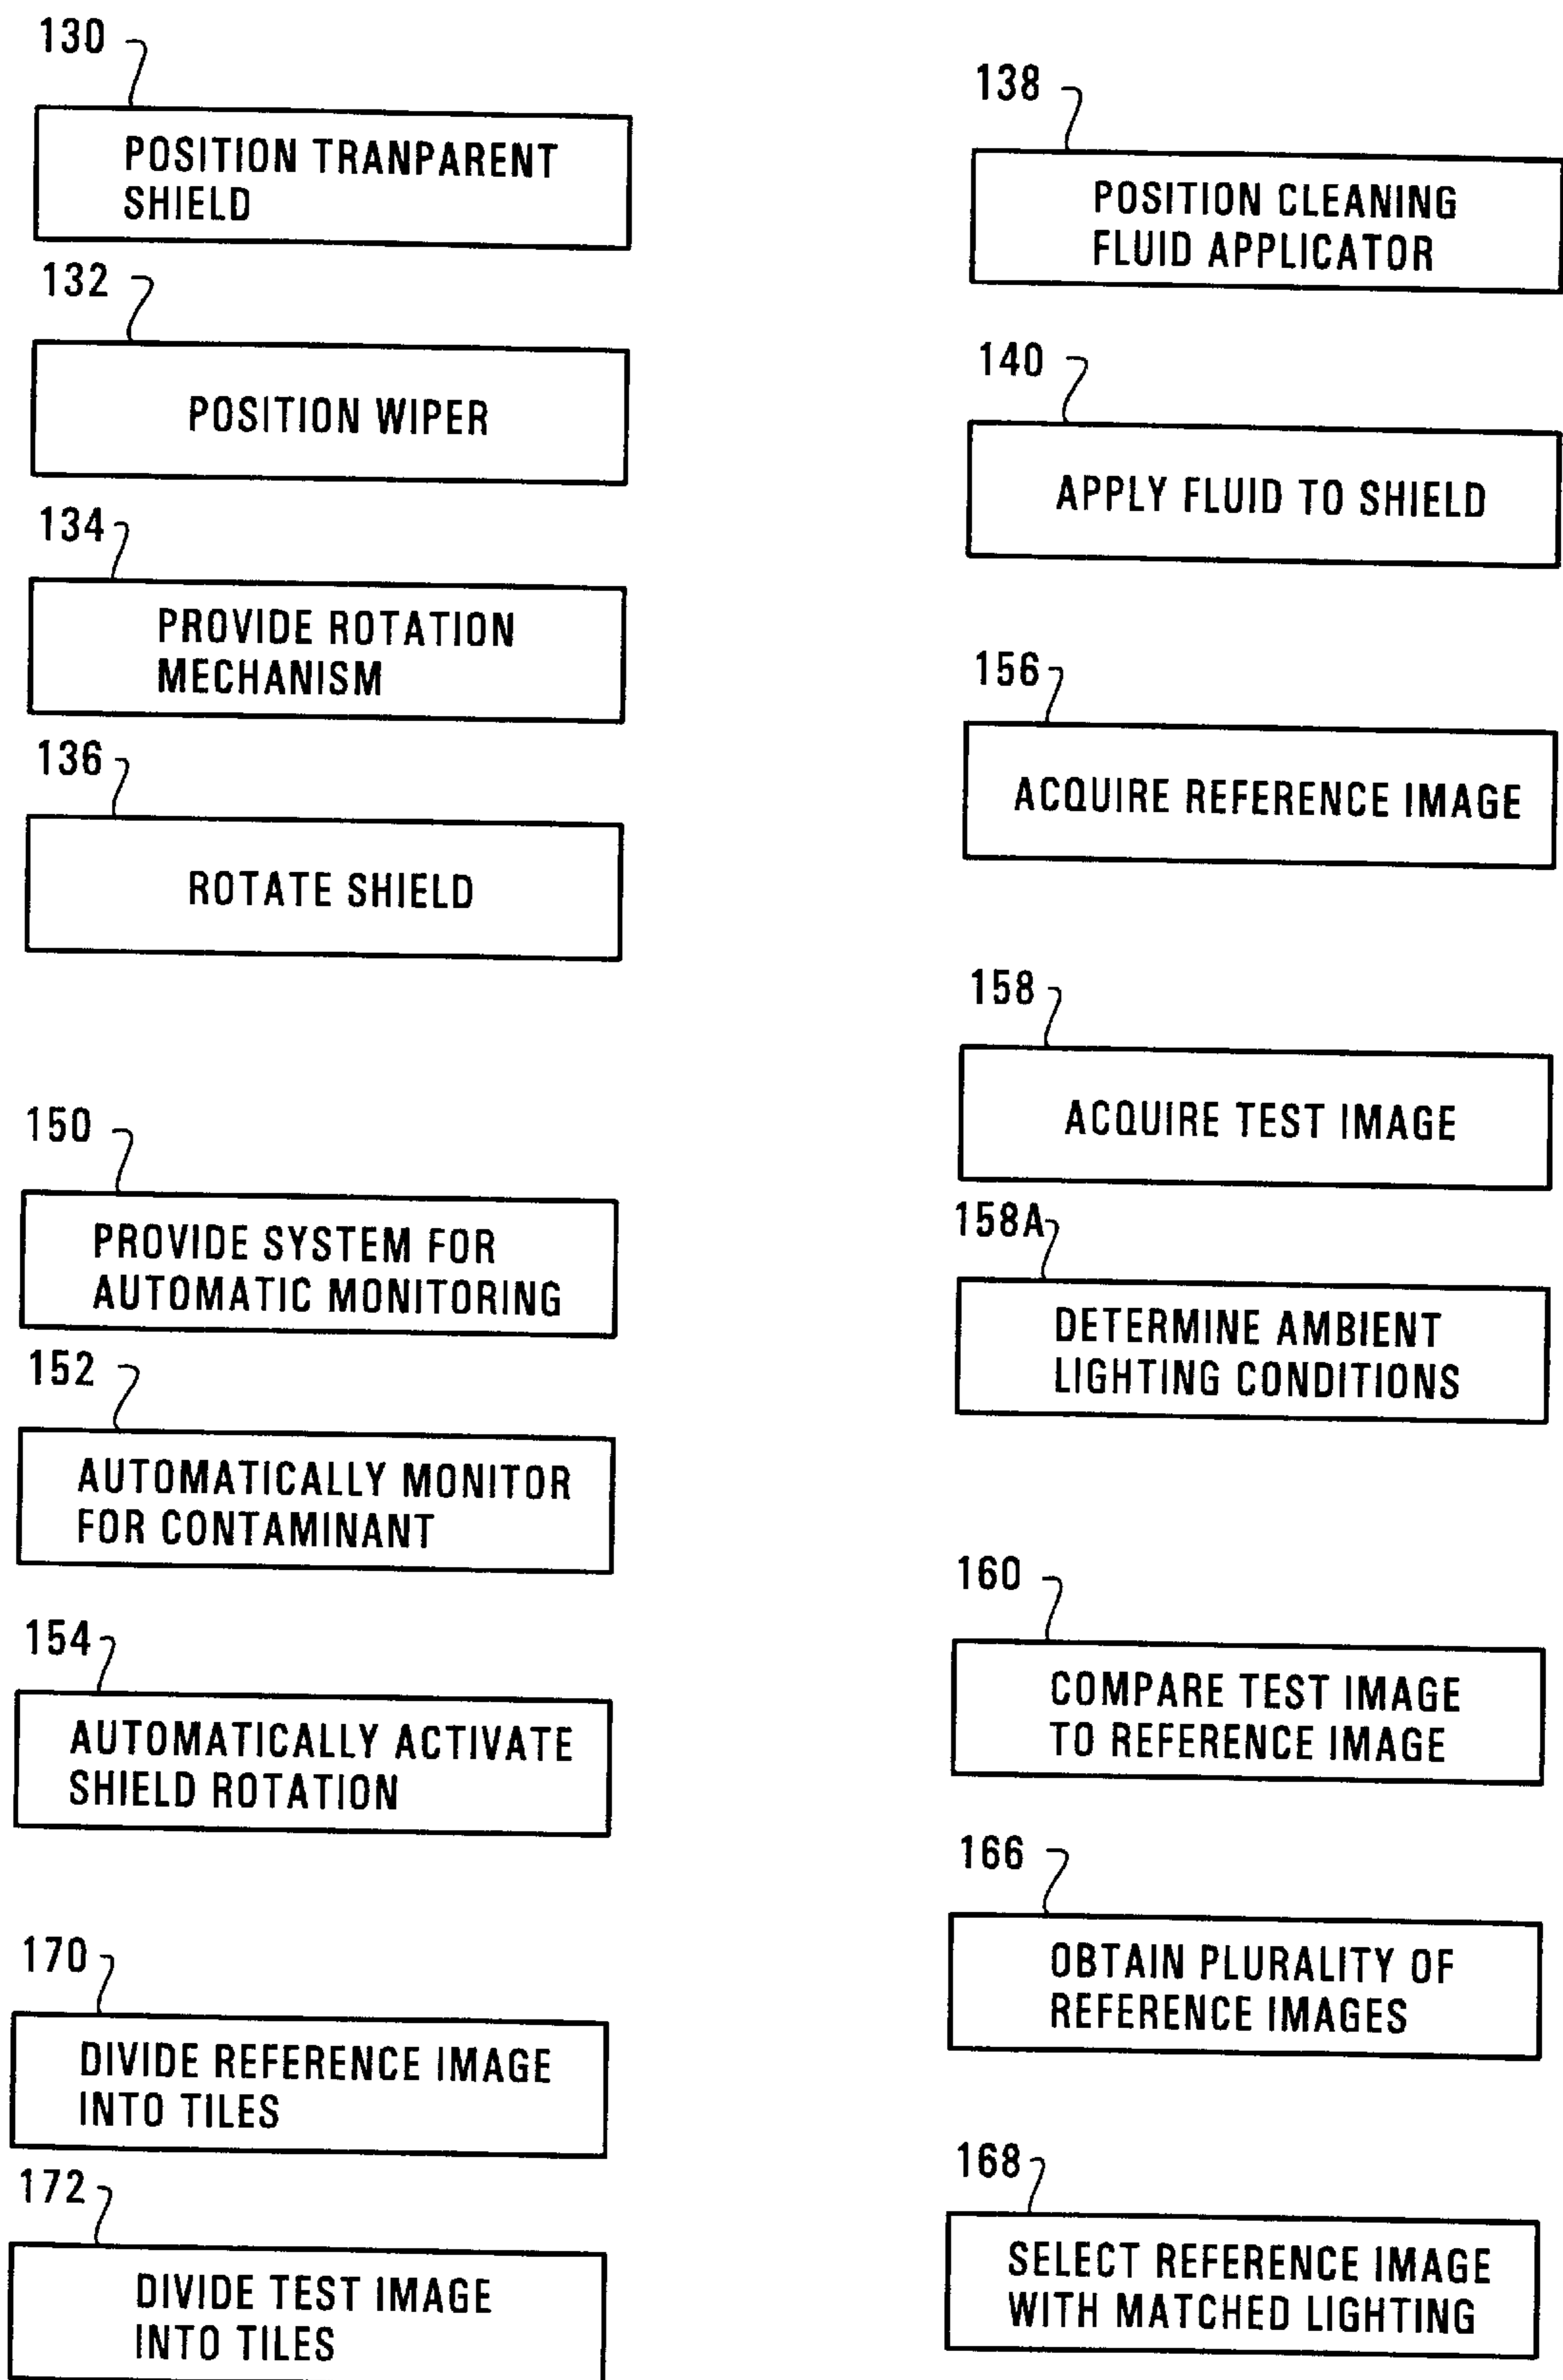 130
POSITION TRANPARENT
SHIELD
132
POSITION WIPER
134
PROVIDE ROTATION
MECHANISM
136
ROTATE SHIELD
150
PROVIDE SYSTEM FOR
AUTOMATIC MONITORING
152
AUTOMATICALLY MONITOR
FOR CONTAMINANT
154
AUTOMATICALLY ACTIVATE
SHIELD ROTATION
170
DIVIDE REFERENCE IMAGE
INTO TILES
172
DIVIDE TEST IMAGE
INTO TILES
138
POSITION CLEANING
FLUID APPLICATOR
140
APPLY FLUID TO SHIELD
156
ACQUIRE REFERENCE IMAGE
158
ACQUIRE TEST IMAGE
158A
DETERMINE AMBIENT
LIGHTING CONDITIONS
160
COMPARE TEST IMAGE
TO REFERENCE IMAGE
166
OBTAIN PLURALITY OF
REFERENCE IMAGES
168
SELECT REFERENCE IMAGE
WITH MATCHED LIGHTING